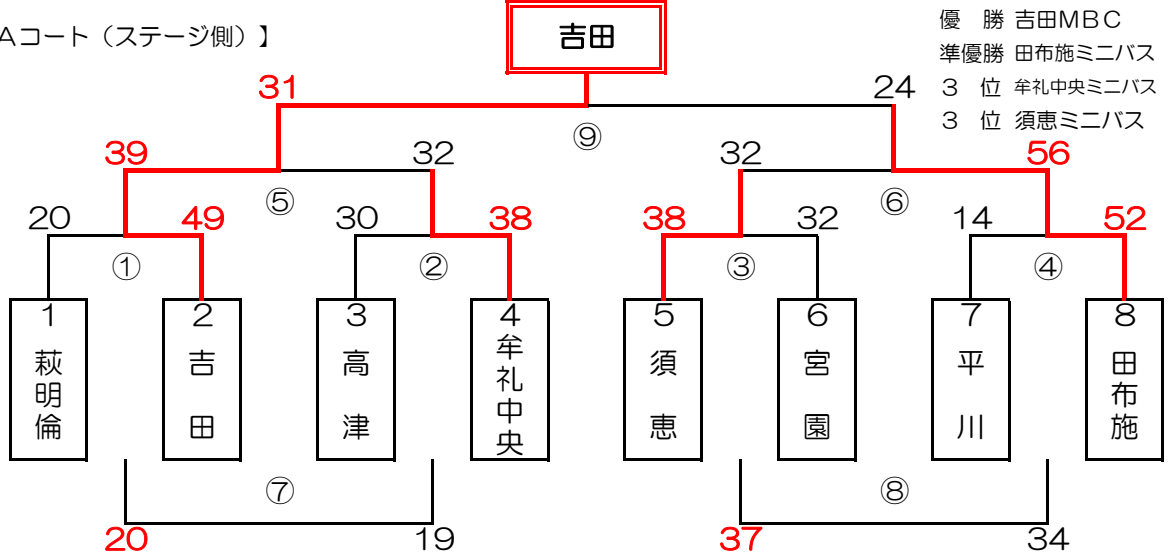 Aコート（ステージ側）】
吉田
優　勝 吉田MBC
準優勝 田布施ミニバス
3　位 牟礼中央ミニバス
3　位 須恵ミニバス
31 24
⑨
39 32 32 56
⑤ ⑥
20 49 30 38 38 32 14 52
① ② ③ ④
1 2 3 4 5 6 7 8
萩明倫 吉田 高津 牟礼中央 須恵 宮園 平川 田布施
⑦ ⑧
20 19 37 34